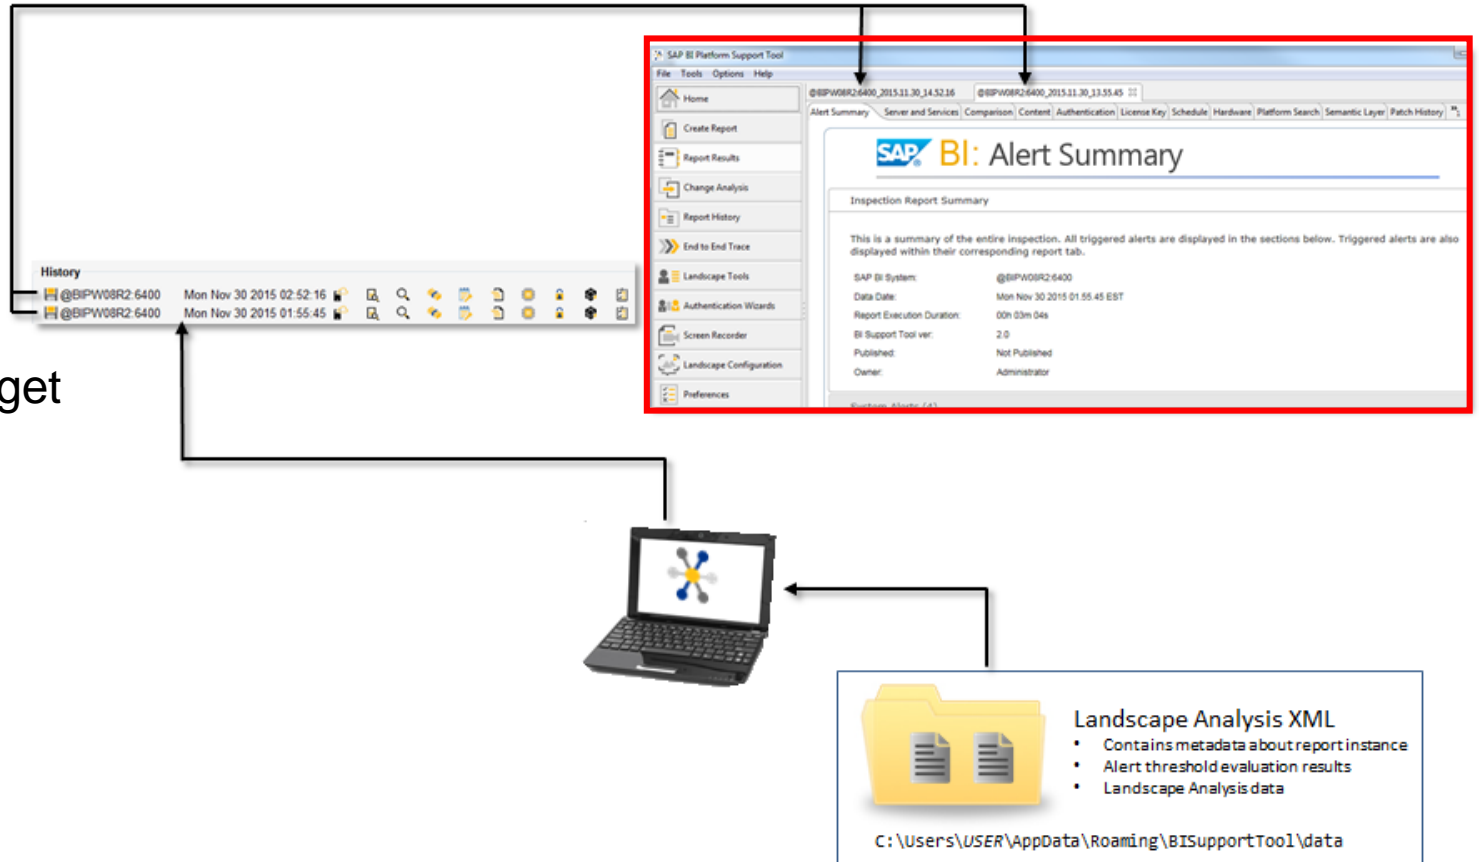 SAP BI Platform Support Tool
File Tools Options Help
Home
Create Report
Report Results
Change Analysis
Report History
End to End Trace
Landscape Tools
Authentication Wizards
Screen Recorder
Landscape Configuration
Preferences
@BIPW08R2:6400_2015.11.30_14.52.16 @BIPW08R2:6400_2015.11.30_13.55.45
Alert Summary Server and Services Comparison Content Authentication License Key Schedule Hardware Platform Search Semantic Layer Patch History
SAP BI: Alert Summary
Inspection Report Summary
This is a summary of the entire inspection. All triggered alerts are displayed in the sections below. Triggered alerts are also
displayed within their corresponding report tab.
SAP BI System: @BIPW08R2:6400
Data Date: Mon Nov 30 2015 01:55:45 EST
Report Execution Duration: 00h 03m 04s
BI Support Tool ver: 2.0
Published: Not Published
Owner: Administrator
System Alerts (4)
History
@BIPW08R2:6400 Mon Nov 30 2015 02:52:16
@BIPW08R2:6400 Mon Nov 30 2015 01:55:45
get
Landscape Analysis XML
• Contains metadata about report instance
• Alert threshold evaluation results
• Landscape Analysis data
C:\Users\USER\AppData\Roaming\BISupportTool\data